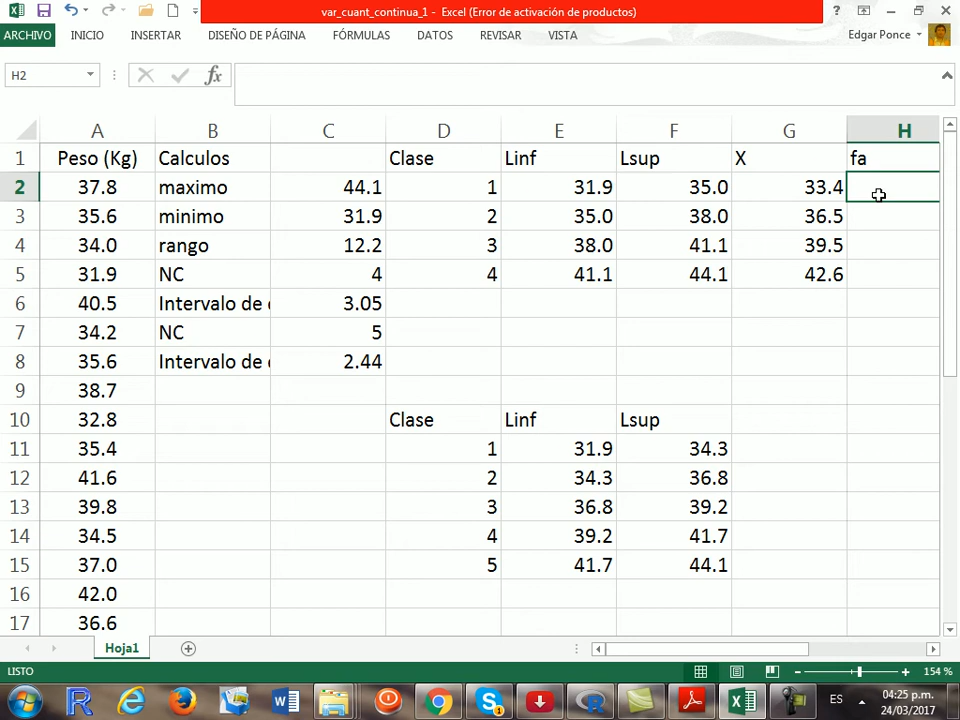 var_cuant_continua_1 - Excel (Error de activación de productos)
ARCHIVO INICIO INSERTAR DISEÑO DE PÁGINA FÓRMULAS DATOS REVISAR VISTA Edgar Ponce
H2 fx
A B C D E F G H
1 Peso (Kg) Calculos Clase Linf Lsup X fa
2 37.8 maximo 44.1 1 31.9 35.0 33.4
3 35.6 minimo 31.9 2 35.0 38.0 36.5
4 34.0 rango 12.2 3 38.0 41.1 39.5
5 31.9 NC 4 4 41.1 44.1 42.6
6 40.5 Intervalo de c 3.05
7 34.2 NC 5
8 35.6 Intervalo de c 2.44
9 38.7
10 32.8 Clase Linf Lsup
11 35.4 1 31.9 34.3
12 41.6 2 34.3 36.8
13 39.8 3 36.8 39.2
14 34.5 4 39.2 41.7
15 37.0 5 41.7 44.1
16 42.0
17 36.6
Hoja1
LISTO 154 %
ES 04:25 p.m.
24/03/2017